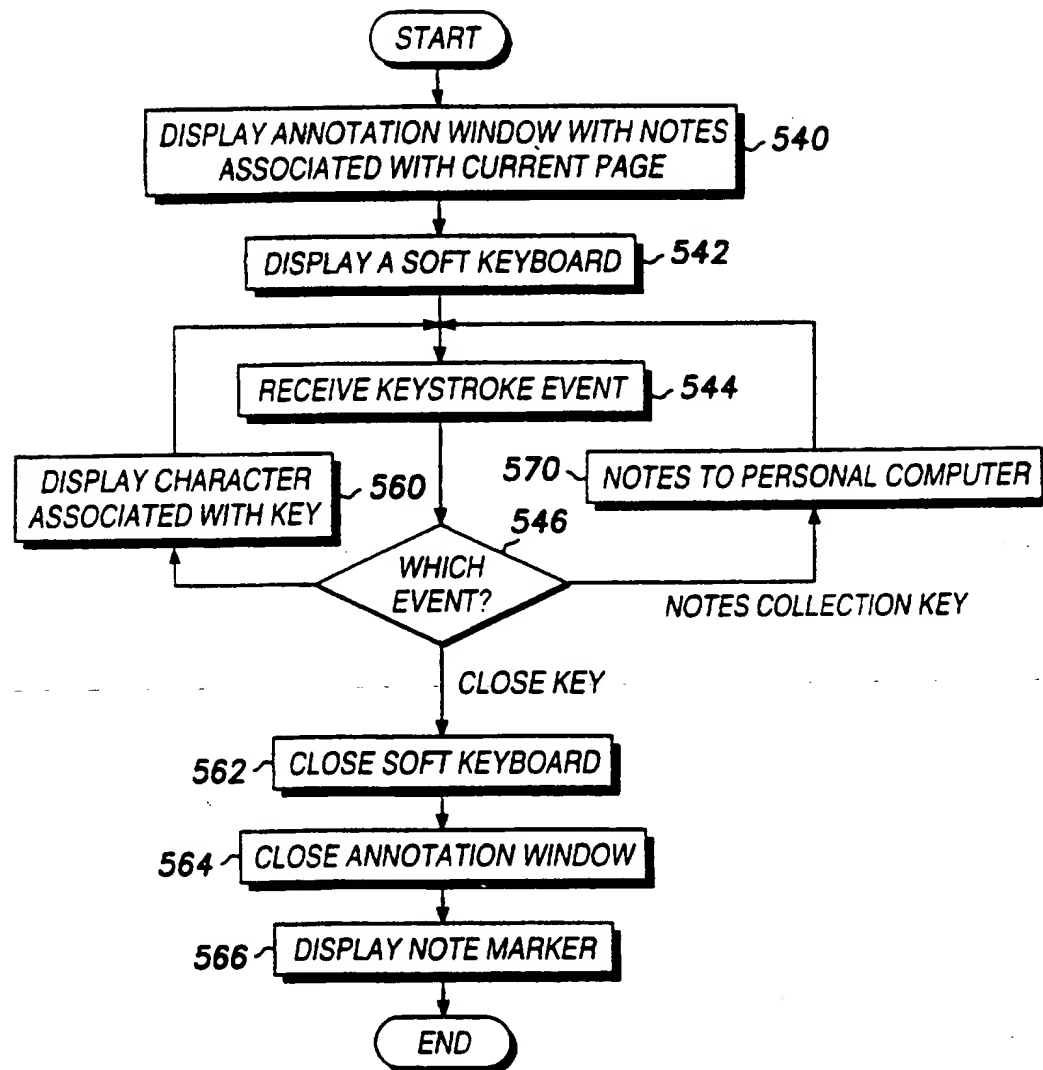 START
DISPLAY ANNOTATION WINDOW WITH NOTES
ASSOCIATED WITH CURRENT PAGE
540
DISPLAY A SOFT KEYBOARD
542
RECEIVE KEYSTROKE EVENT
544
DISPLAY CHARACTER
ASSOCIATED WITH KEY
560
570
NOTES TO PERSONAL COMPUTER
546
WHICH
EVENT?
NOTES COLLECTION KEY
CLOSE KEY
562
CLOSE SOFT KEYBOARD
564
CLOSE ANNOTATION WINDOW
566
DISPLAY NOTE MARKER
END